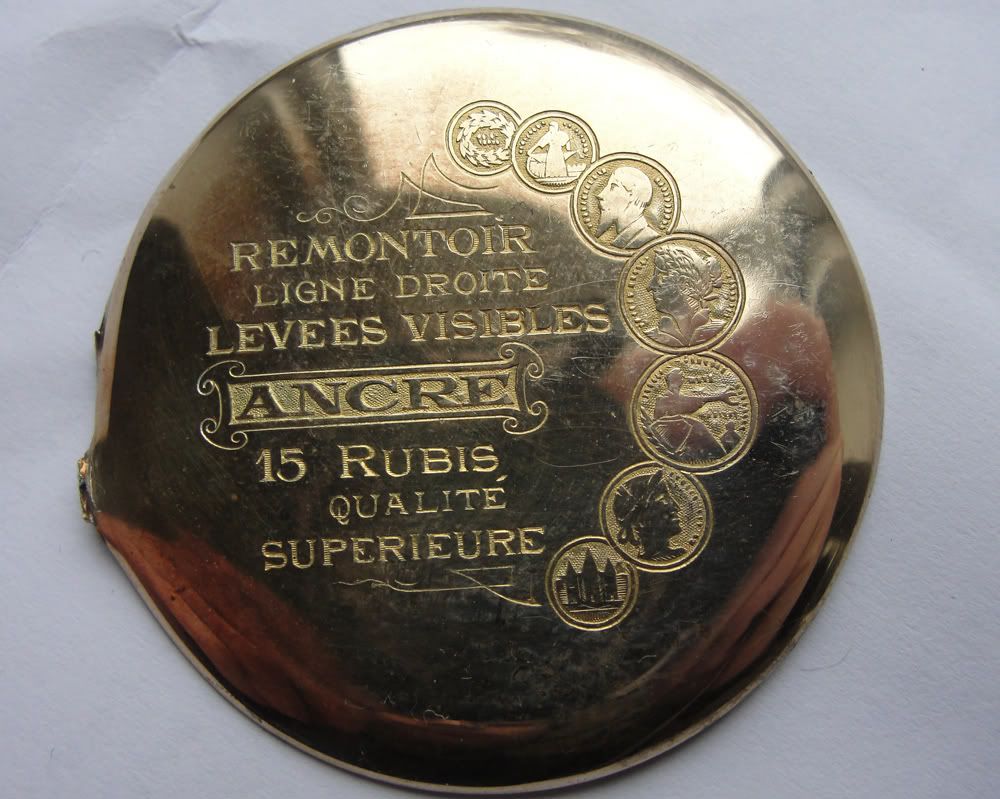 REMONTOIR
LIGNE DROITE
LEVEES VISIBLES
ANCRE
15 RUBIS
QUALITÉ
SUPERIEURE